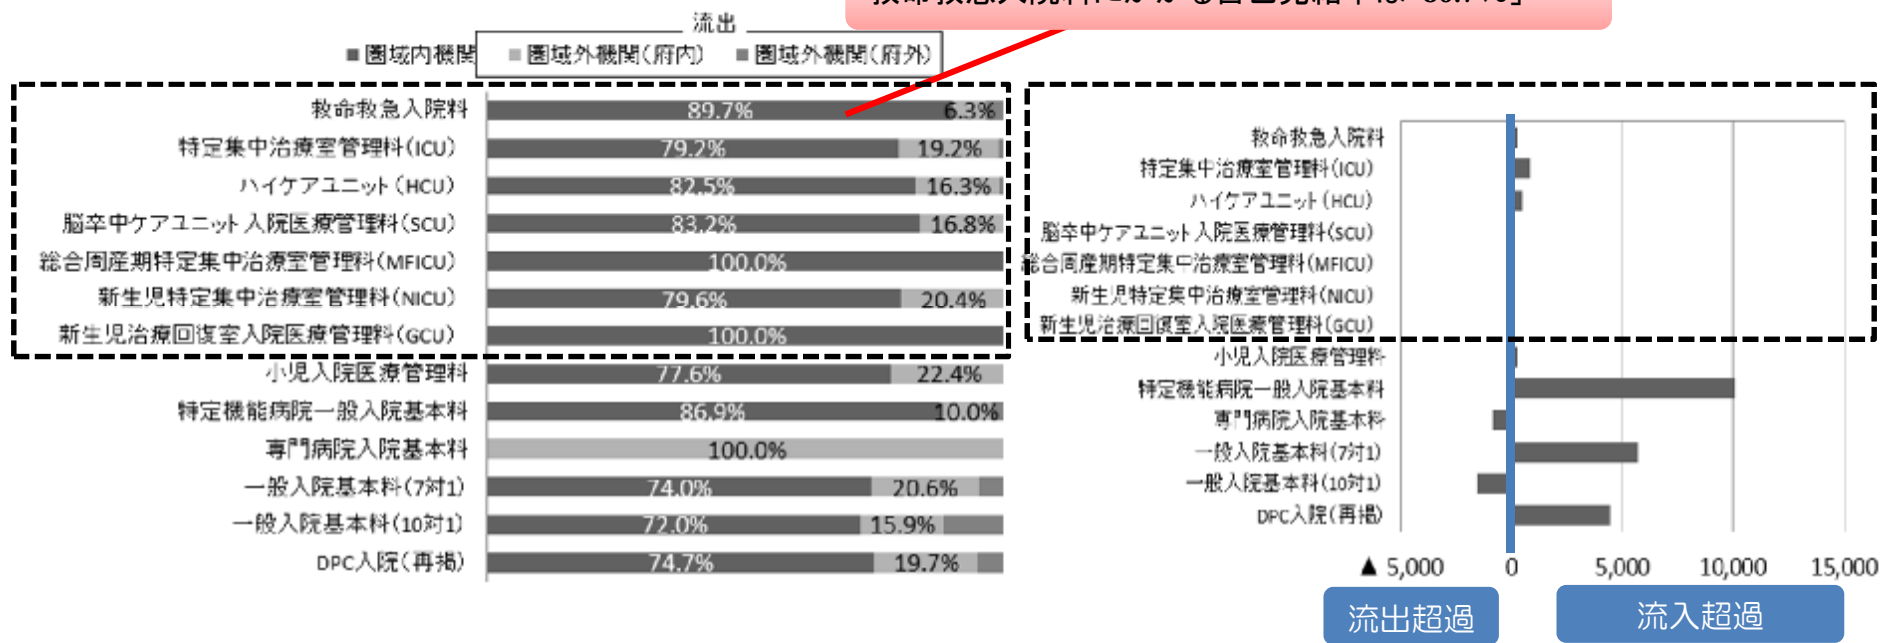 流出
■圏域内機関 ■圏域外機関(府内) ■圏域外機関(府外)
救命救急入院料 89.7% 6.3%
特定集中治療室管理料(ICU) 79.2% 19.2%
ハイケアユニット(HCU) 82.5% 16.3%
脳卒中ケアユニット入院医療管理料(SCU) 83.2% 16.8%
総合周産期特定集中治療室管理料(MFICU) 100.0%
新生児特定集中治療室管理料(NICU) 79.6% 20.4%
新生児治療回復室入院医療管理料(GCU) 100.0%
小児入院医療管理料 77.6% 22.4%
特定機能病院一般入院基本料 86.9% 10.0%
専門病院入院基本料 100.0%
一般入院基本料(7対1) 74.0% 20.6%
一般入院基本料(10対1) 72.0% 15.9%
DPC入院(再掲) 74.7% 19.7%
救命救急入院料
特定集中治療室管理料(ICU)
ハイケアユニット(HCU)
脳卒中ケアユニット入院医療管理料(SCU)
総合周産期特定集中治療室管理料(MFICU)
新生児特定集中治療室管理料(NICU)
新生児治療回復室入院医療管理料(GCU)
小児入院医療管理料
特定機能病院一般入院基本料
専門病院入院基本料
一般入院基本料(7対1)
一般入院基本料(10対1)
DPC入院(再掲)
▲ 5,000 0 5,000 10,000 15,000
流出超過 流入超過